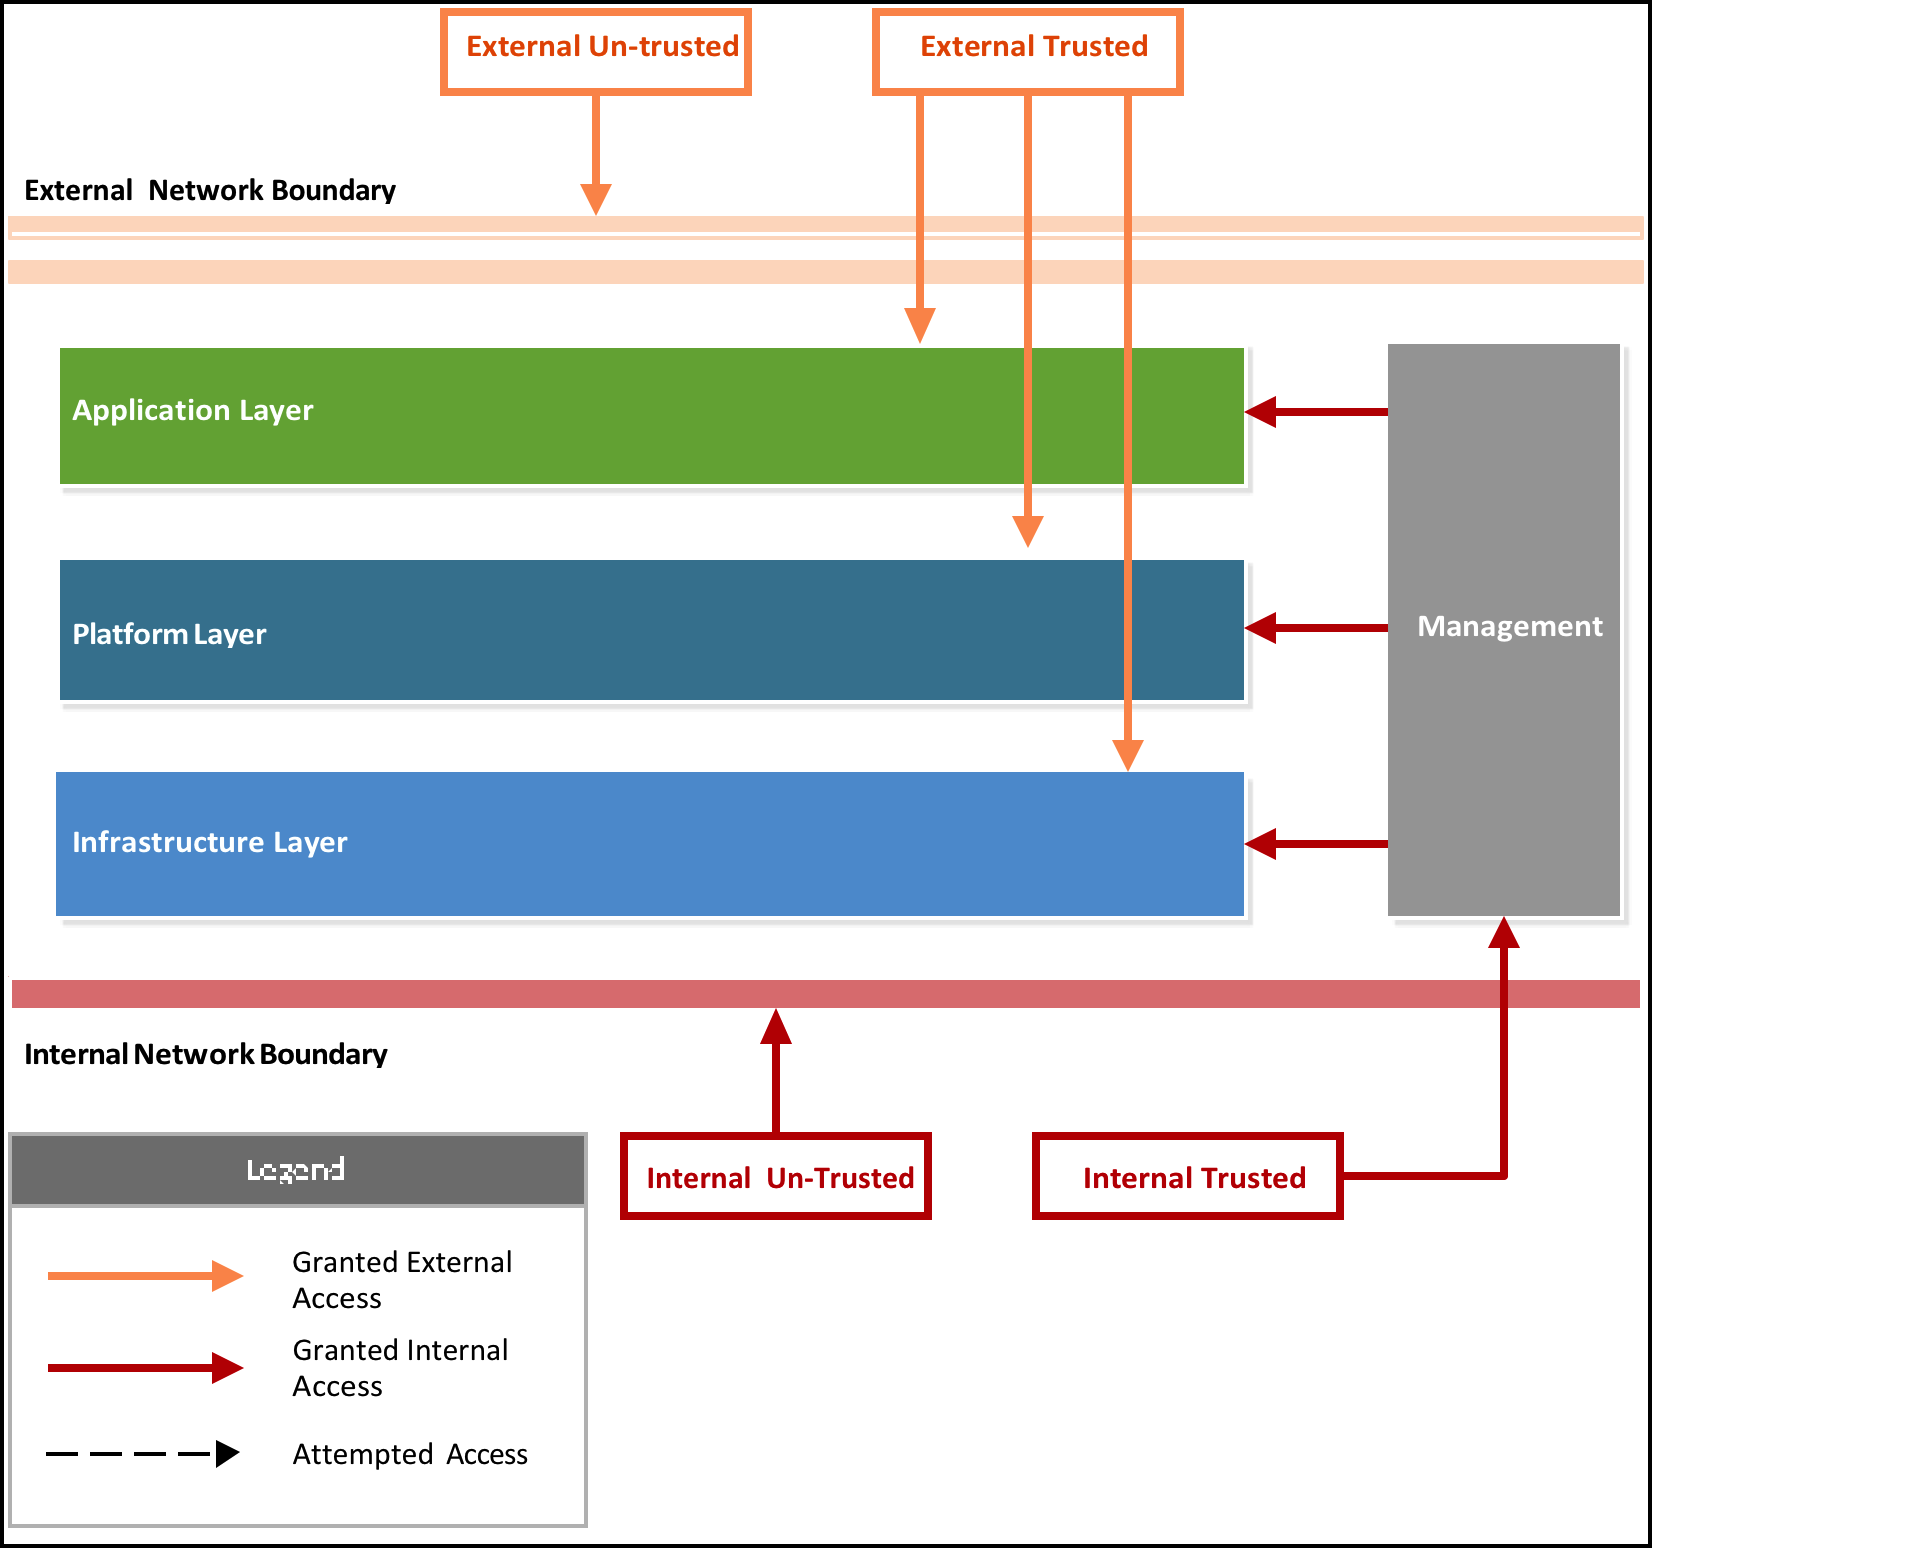 External Un-trusted
External Trusted
External Network Boundary
Application Layer
Platform Layer
Management
Infrastructure Layer
Internal Network Boundary
Legend
Internal Un-Trusted
Internal Trusted
Granted External
Access
Granted Internal
Access
Attempted Access